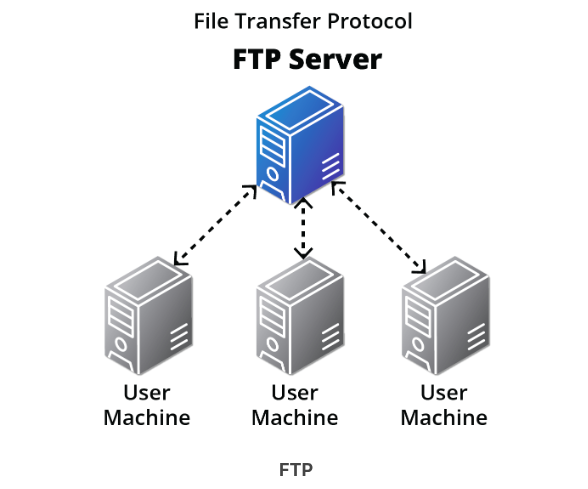 File Transfer Protocol
FTP Server
User
Machine
User
Machine
User
Machine
FTP